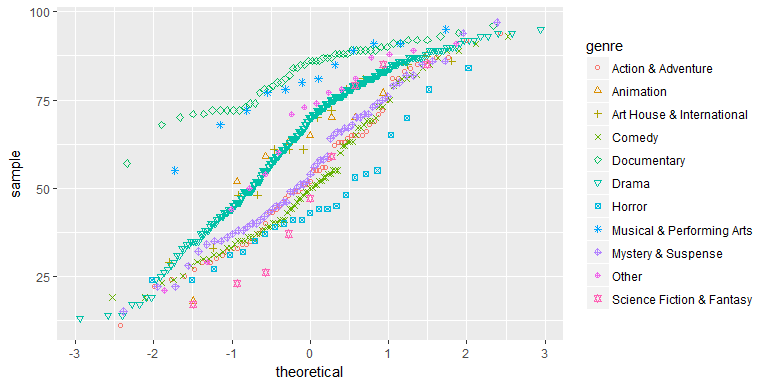 100
75
50
25
sample
-3 -2 -1 0 1 2 3
theoretical
genre
Action & Adventure
Animation
Art House & International
Comedy
Documentary
Drama
Horror
Musical & Performing Arts
Mystery & Suspense
Other
Science Fiction & Fantasy